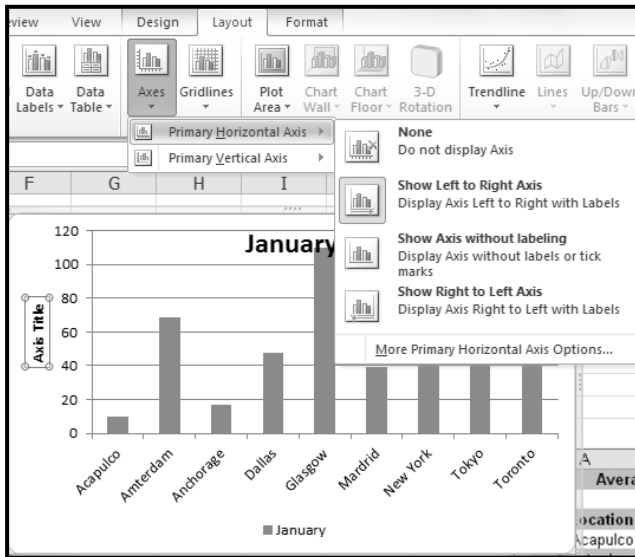 View Design Layout Format
Data Labels Data Table Axes Gridlines Plot Area Chart Wall Chart Floor 3-D Rotation Trendline Lines Up/Down Bars
Primary Horizontal Axis
Primary Vertical Axis
None
Do not display Axis
Show Left to Right Axis
Display Axis Left to Right with Labels
Show Axis without labeling
Display Axis without labels or tick
marks
Show Right to Left Axis
Display Axis Right to Left with Labels
More Primary Horizontal Axis Options...
F G H I
January
120
100
80
60
40
20
0
Axis Title
Acapulco
Amterdam
Anchorage
Dallas
Glasgow
Mardrid
New York
Tokyo
Toronto
January
A
Avera
ocation
Acapulco